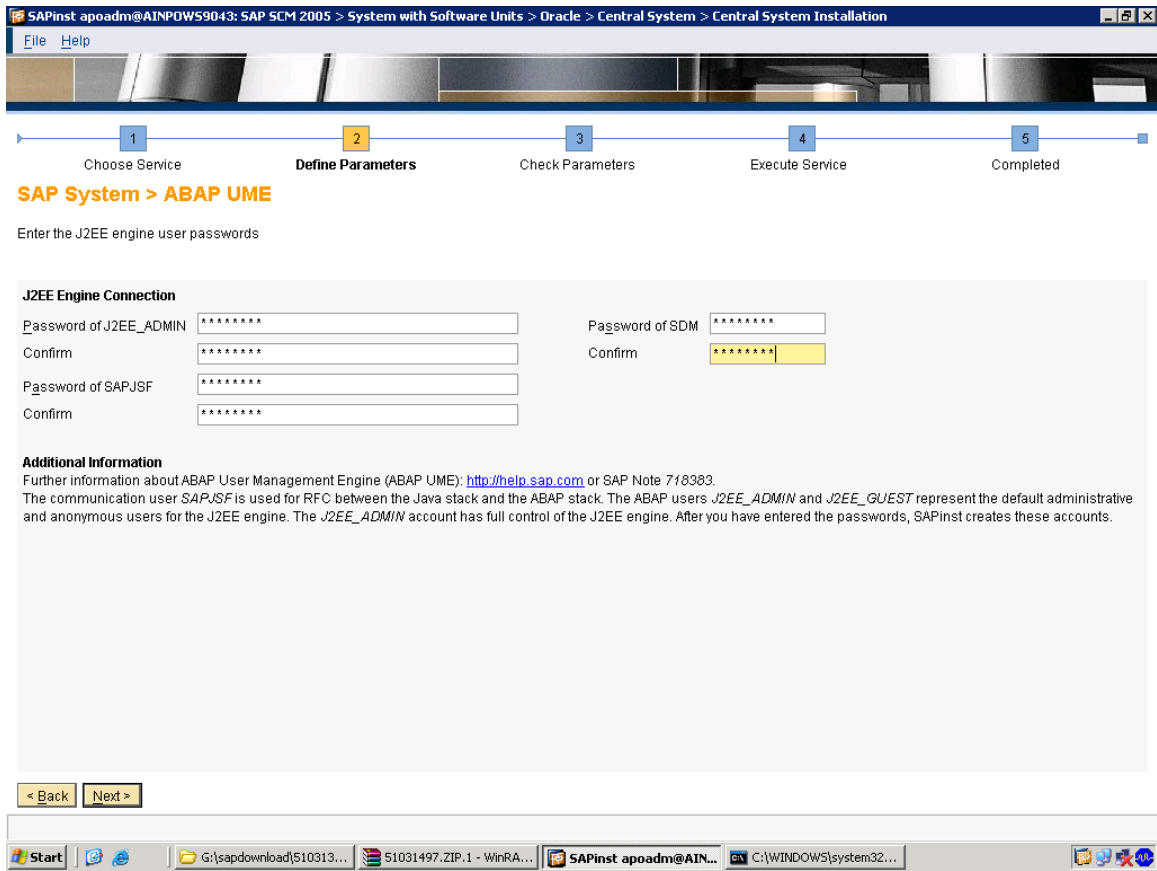 SAPinst apoadm@AINPOWS9043: SAP SCM 2005 > System with Software Units > Oracle > Central System > Central System Installation
File Help
1 2 3 4 5
Choose Service Define Parameters Check Parameters Execute Service Completed
SAP System > ABAP UME
Enter the J2EE engine user passwords
J2EE Engine Connection
Password of J2EE_ADMIN ******** Password of SDM ********
Confirm ******** Confirm ********
Password of SAPJSF ********
Confirm ********
Additional Information
Further information about ABAP User Management Engine (ABAP UME): http://help.sap.com or SAP Note 718383.
The communication user SAPJSF is used for RFC between the Java stack and the ABAP stack. The ABAP users J2EE_ADMIN and J2EE_GUEST represent the default administrative
and anonymous users for the J2EE engine. The J2EE_ADMIN account has full control of the J2EE engine. After you have entered the passwords, SAPinst creates these accounts.
< Back Next >
Start G:\sapdownload\510313... 51031497.ZIP.1 - WinRA... SAPinst apoadm@AIN... C:\WINDOWS\system32...